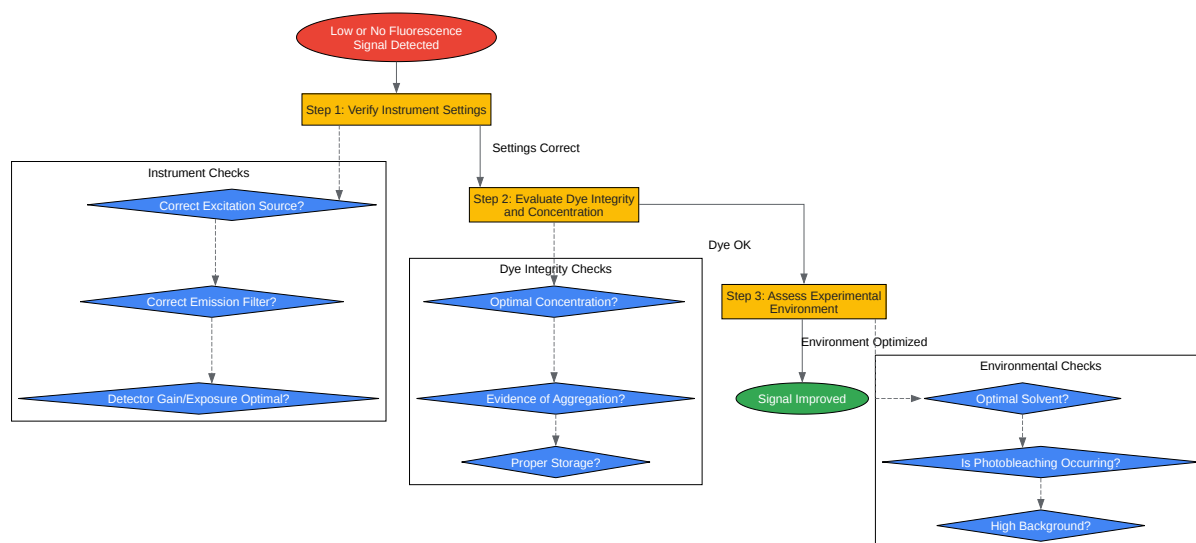 Low or No Fluorescence
Signal Detected
Step 1: Verify Instrument Settings
Settings Correct
Instrument Checks
Correct Excitation Source?
Correct Emission Filter?
Detector Gain/Exposure Optimal?
Step 2: Evaluate Dye Integrity
and Concentration
Dye OK
Dye Integrity Checks
Optimal Concentration?
Evidence of Aggregation?
Proper Storage?
Step 3: Assess Experimental
Environment
Environment Optimized
Signal Improved
Environmental Checks
Optimal Solvent?
Is Photobleaching Occurring?
High Background?